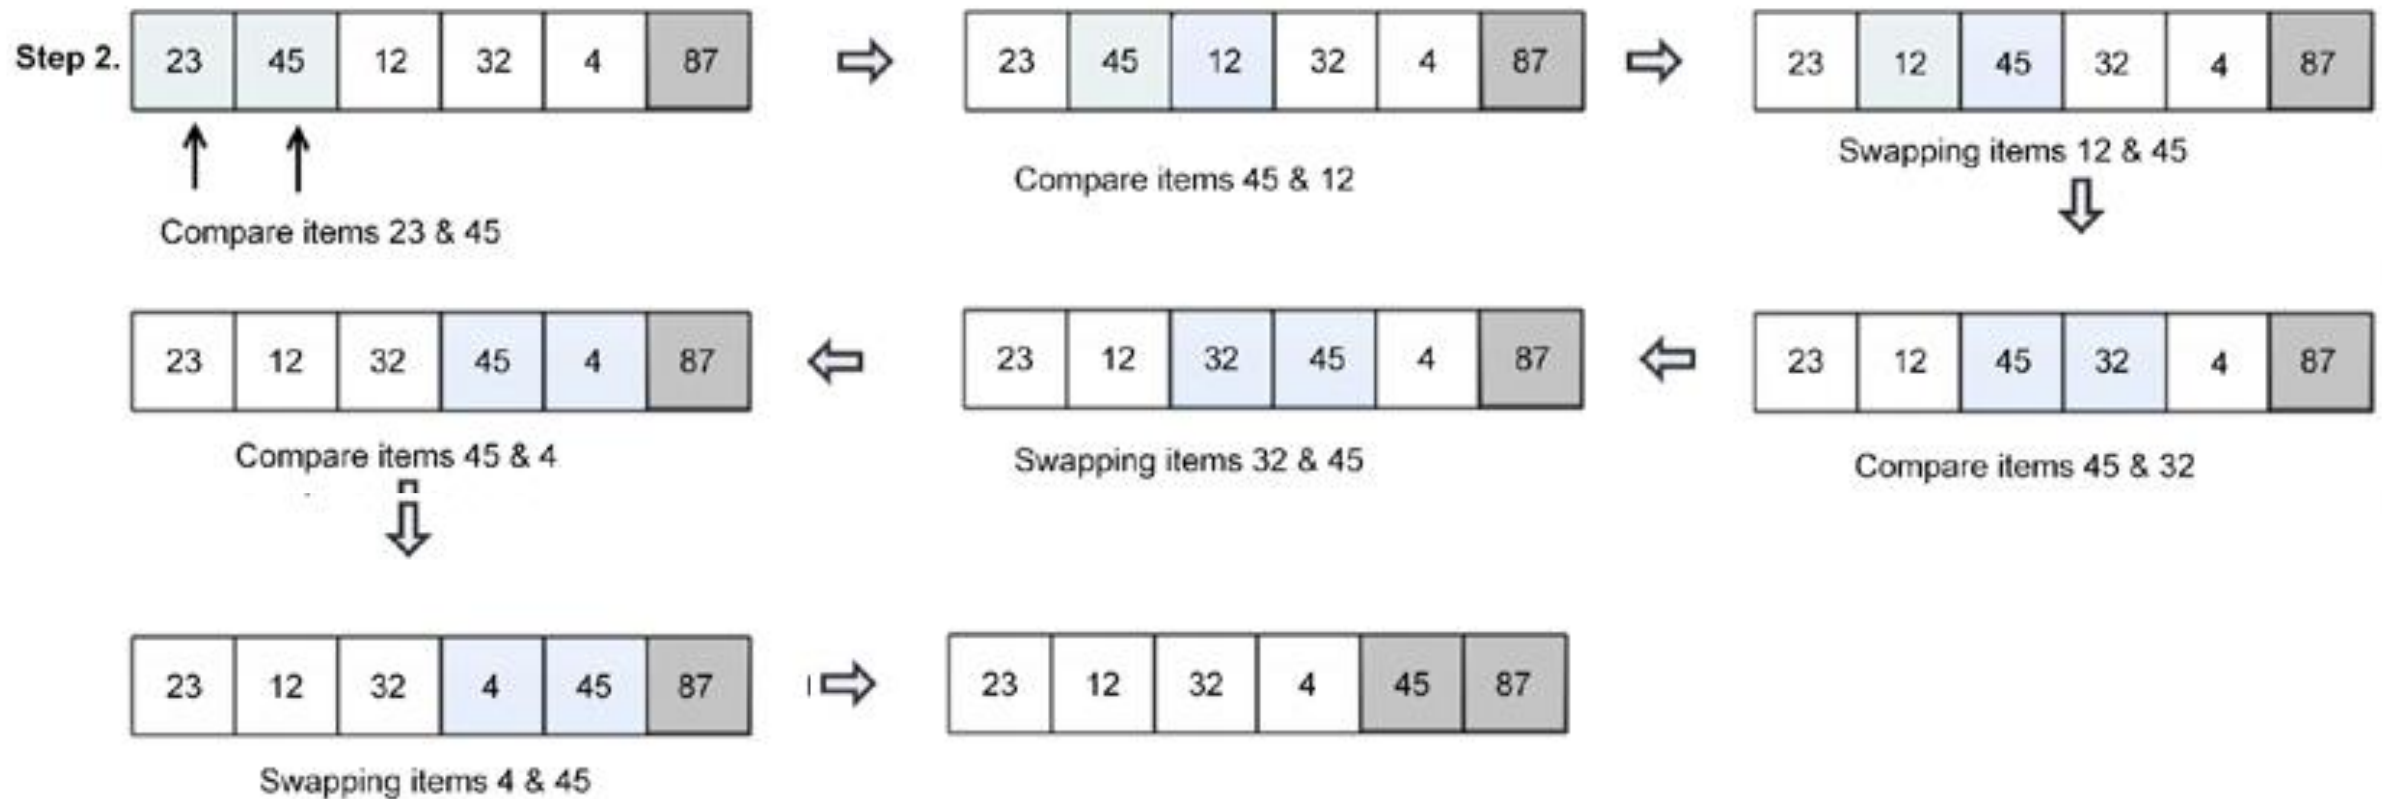 Step 2. 23 45 12 32 4 87
23 45 12 32 4 87
23 12 45 32 4 87
Compare items 23 & 45
Compare items 45 & 12
Swapping items 12 & 45
23 12 45 32 4 87
Compare items 45 & 32
23 12 32 45 4 87
Swapping items 32 & 45
23 12 32 45 4 87
Compare items 45 & 4
23 12 32 4 45 87
Swapping items 4 & 45
23 12 32 4 45 87